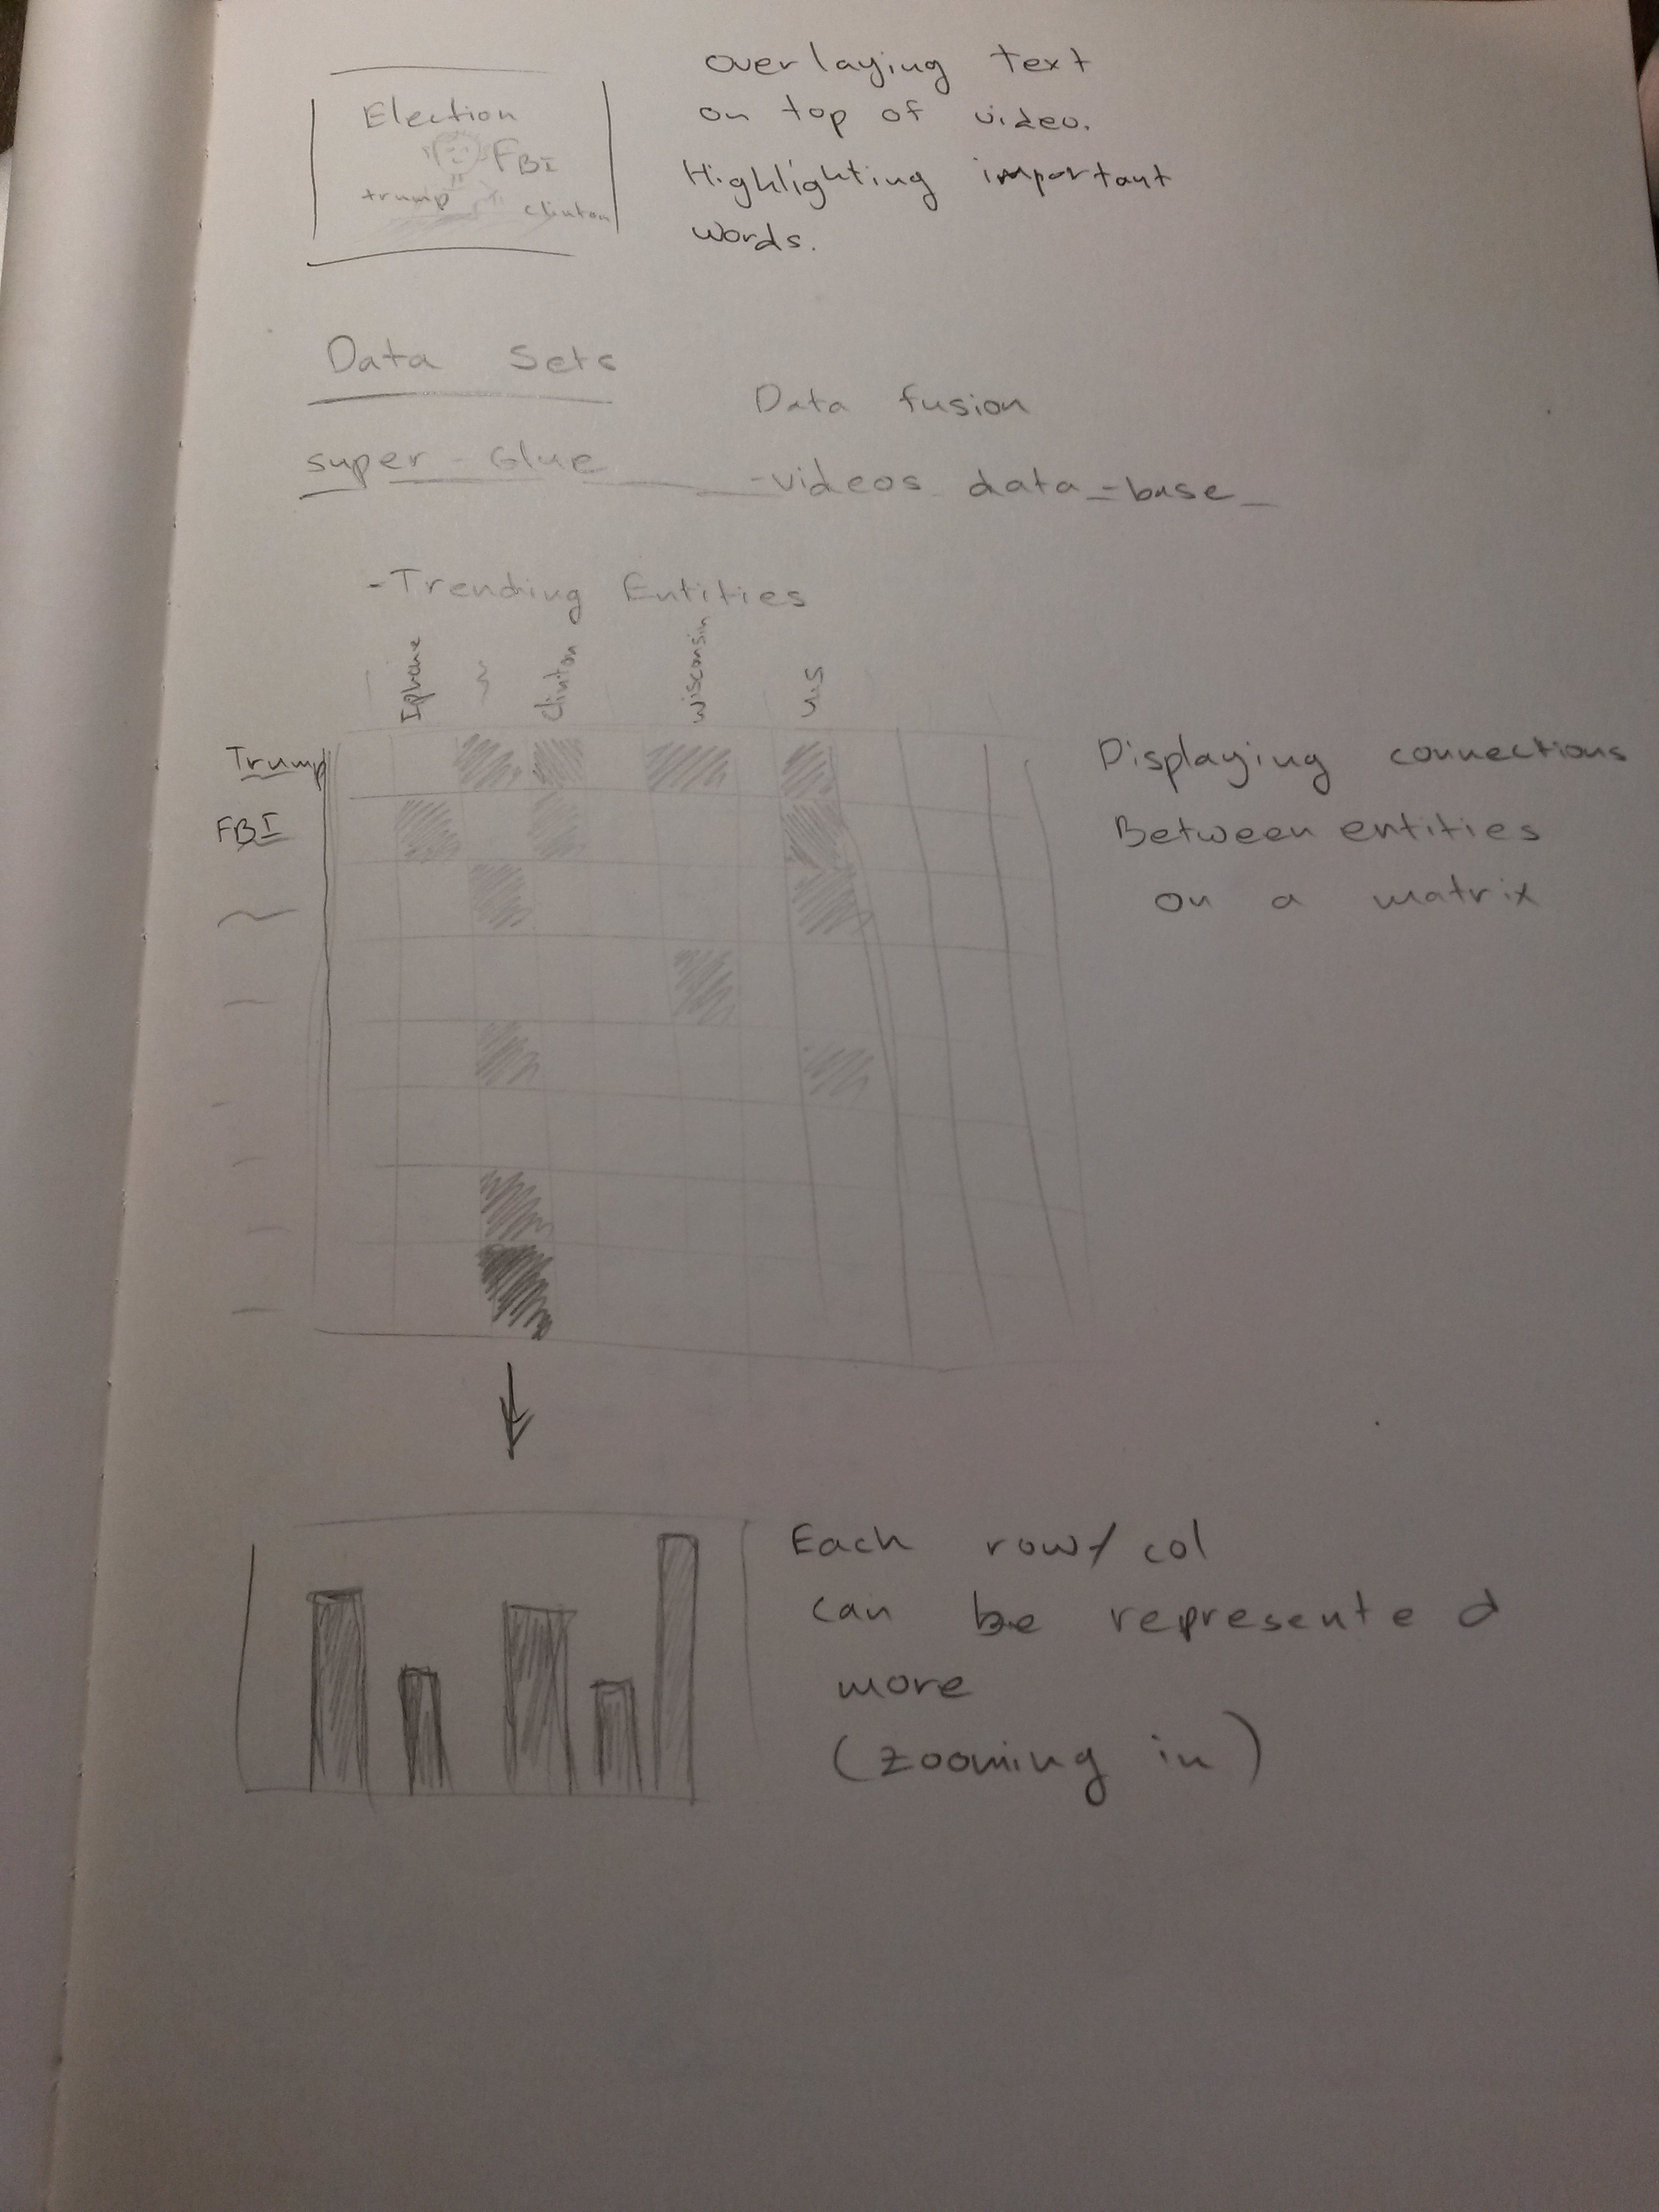 Election
FBI
trump
clinton
overlaying text
on top of video.
Highlighting important
words.
Data Sets
Data fusion
super-Glue
-videos data-base
-Trending Entities
Iphone
Clinton
wisconsin
Trump
FBI
Displaying connections
Between entities
on a matrix
Each row/col
can be represented
more
(zooming in)